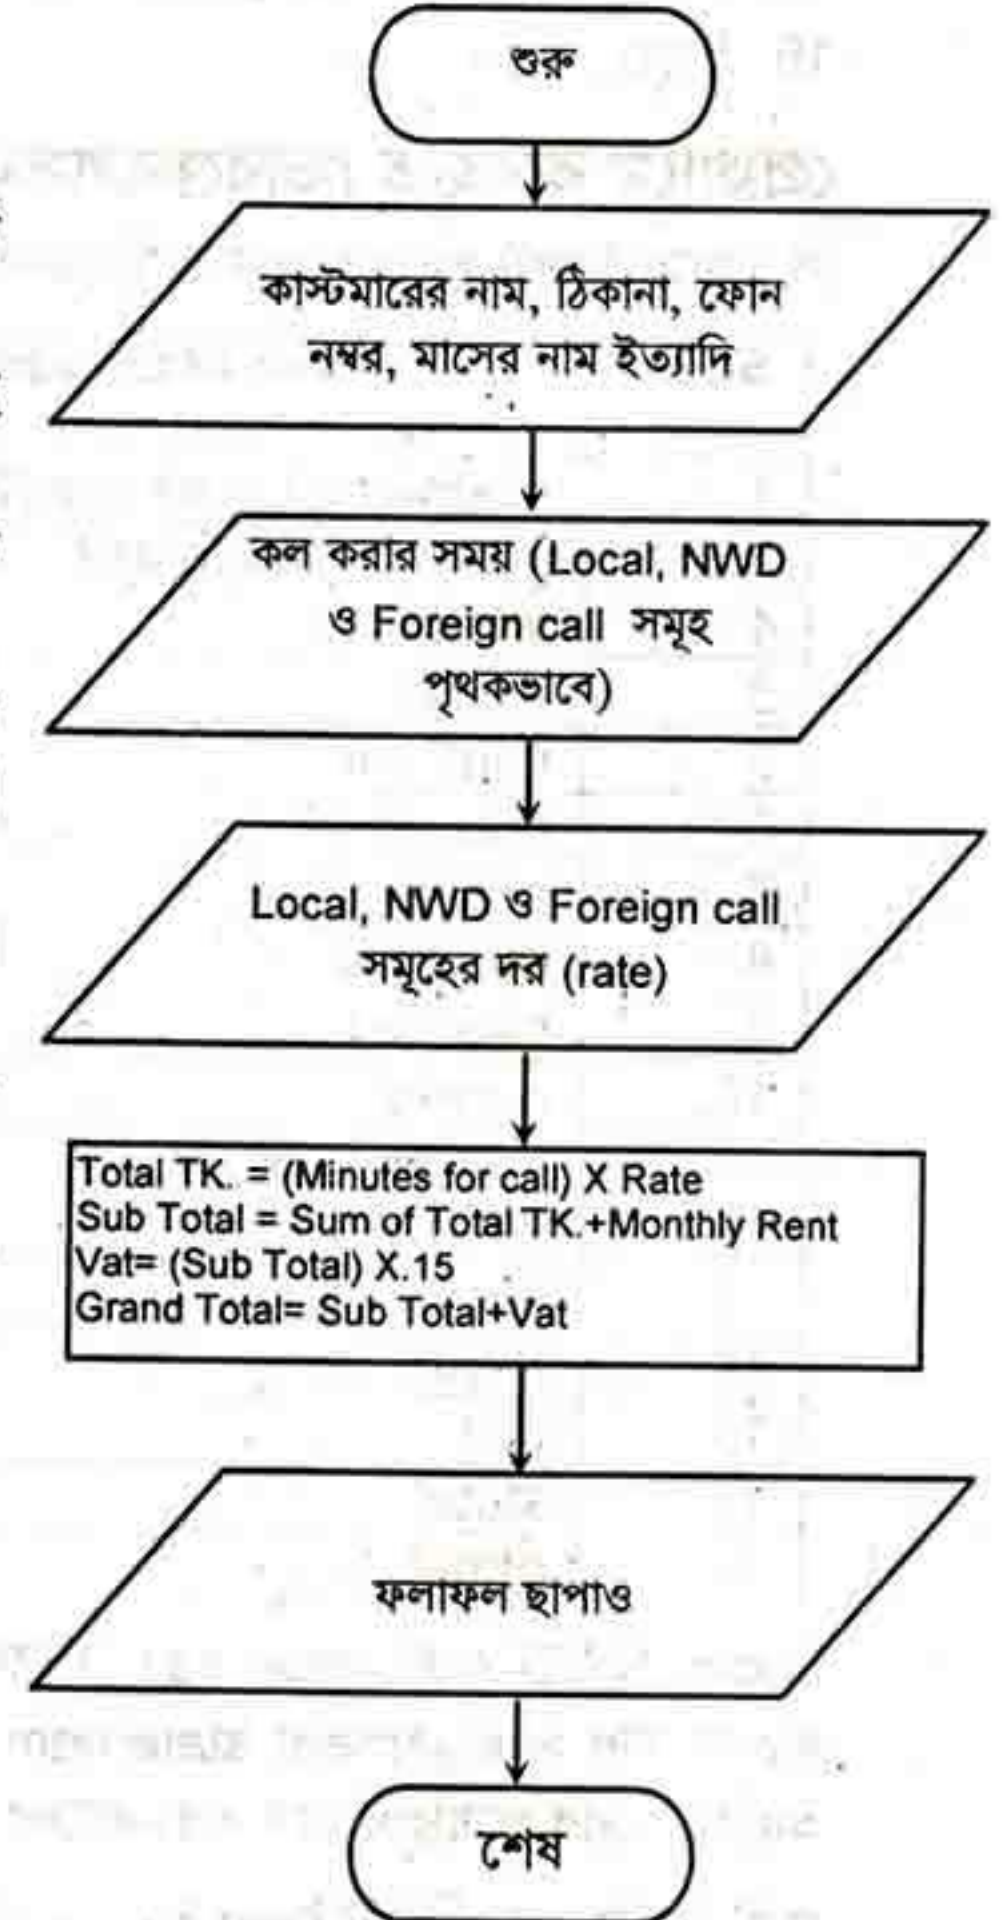 শুরু
কাস্টমারের নাম, ঠিকানা, ফোন
নম্বর, মাসের নাম ইত্যাদি
কল করার সময় (Local, NWD
ও Foreign call সমূহ
পৃথকভাবে)
Local, NWD ও Foreign call
সমূহের দর (rate)
Total TK. = (Minutes for call) X Rate
Sub Total = Sum of Total TK.+Monthly Rent
Vat= (Sub Total) X.15
Grand Total= Sub Total+Vat
ফলাফল ছাপাও
শেষ